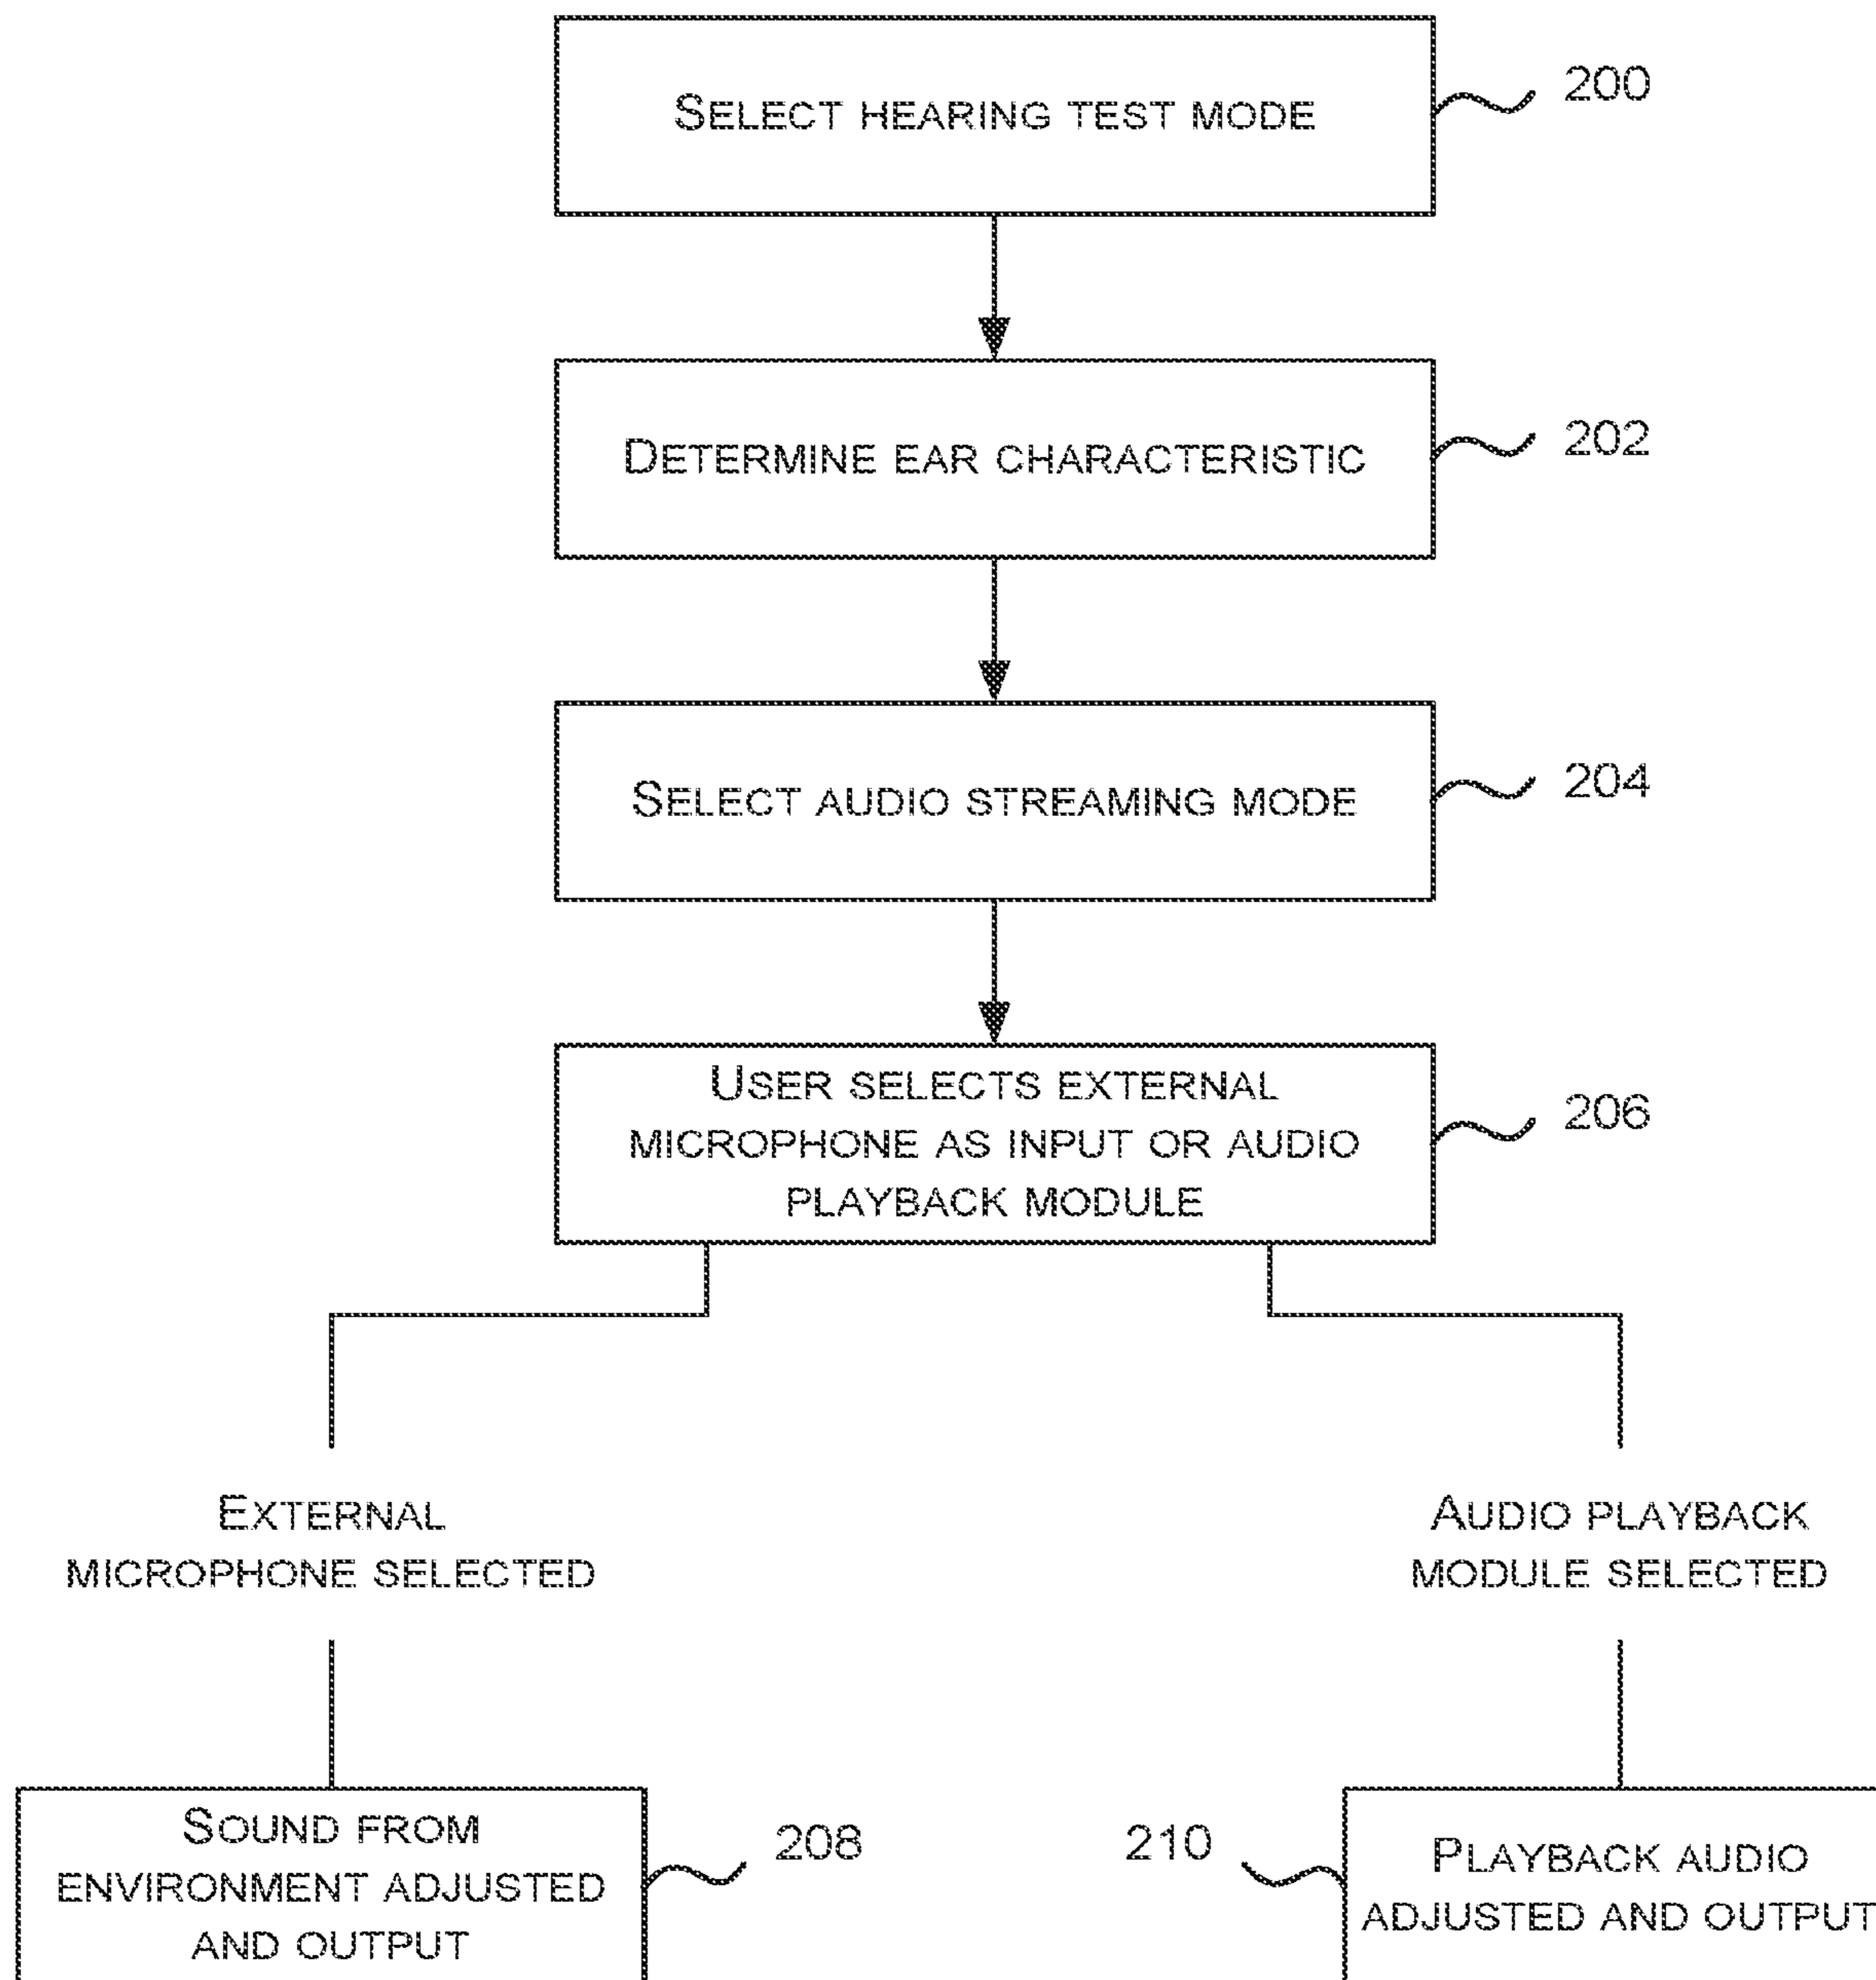 SELECT HEARING TEST MODE
200
DETERMINE EAR CHARACTERISTIC
202
SELECT AUDIO STREAMING MODE
204
USER SELECTS EXTERNAL
MICROPHONE AS INPUT OR AUDIO
PLAYBACK MODULE
206
EXTERNAL
MICROPHONE SELECTED
AUDIO PLAYBACK
MODULE SELECTED
SOUND FROM
ENVIRONMENT ADJUSTED
AND OUTPUT
208
210
PLAYBACK AUDIO
ADJUSTED AND OUTPUT